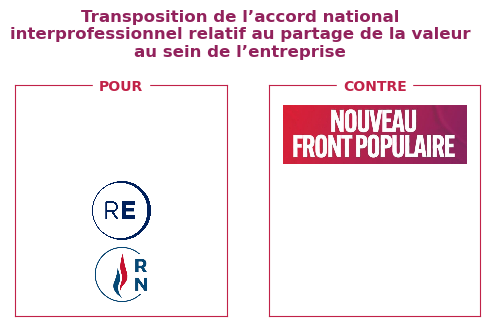 Transposition de l’accord national
interprofessionnel relatif au partage de la valeur
au sein de l’entreprise
POUR
RE
R
N
CONTRE
NOUVEAU
FRONT POPULAIRE